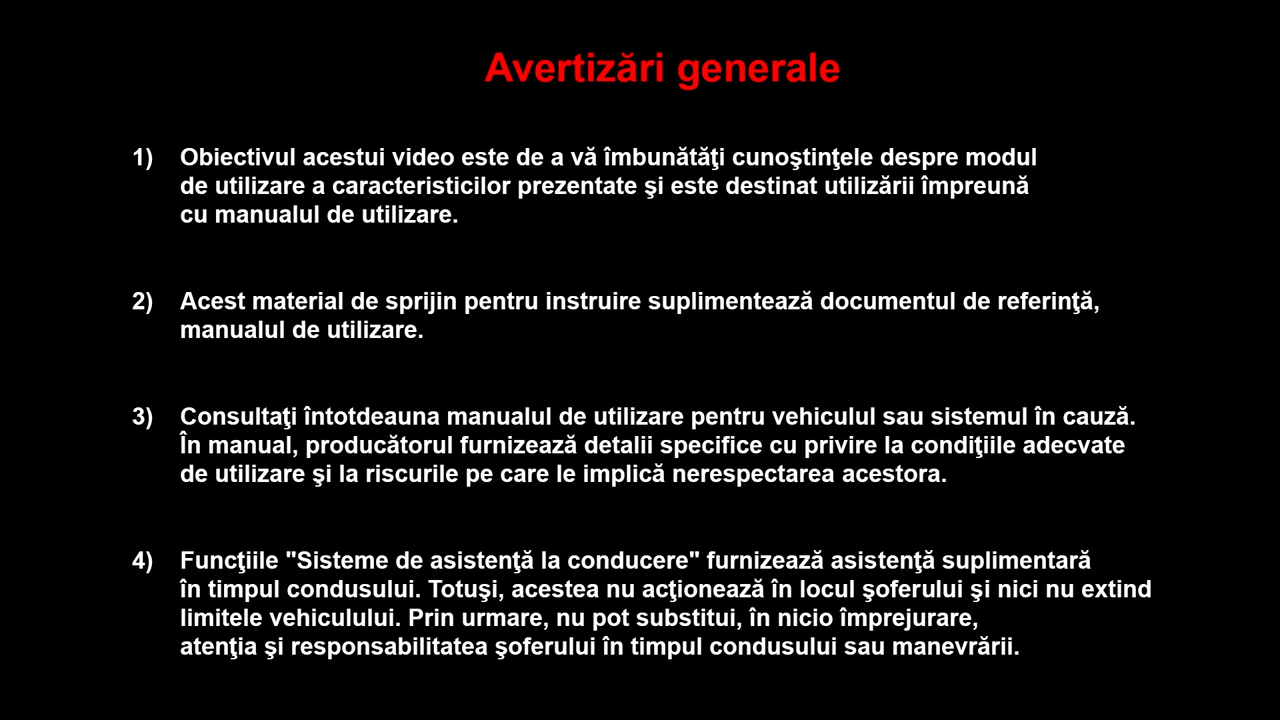 Avertizări generale
1) Obiectivul acestui video este de a vă îmbunătăţi cunoştinţele despre modul
de utilizare a caracteristicilor prezentate şi este destinat utilizării împreună
cu manualul de utilizare.
2) Acest material de sprijin pentru instruire suplimentează documentul de referinţă,
manualul de utilizare.
3) Consultaţi întotdeauna manualul de utilizare pentru vehiculul sau sistemul în cauză.
În manual, producătorul furnizează detalii specifice cu privire la condiţiile adecvate
de utilizare şi la riscurile pe care le implică nerespectarea acestora.
4) Funcţiile "Sisteme de asistenţă la conducere" furnizează asistenţă suplimentară
în timpul condusului. Totuşi, acestea nu acţionează în locul şoferului şi nici nu extind
limitele vehiculului. Prin urmare, nu pot substitui, în nicio împrejurare,
atenţia şi responsabilitatea şoferului în timpul condusului sau manevrării.